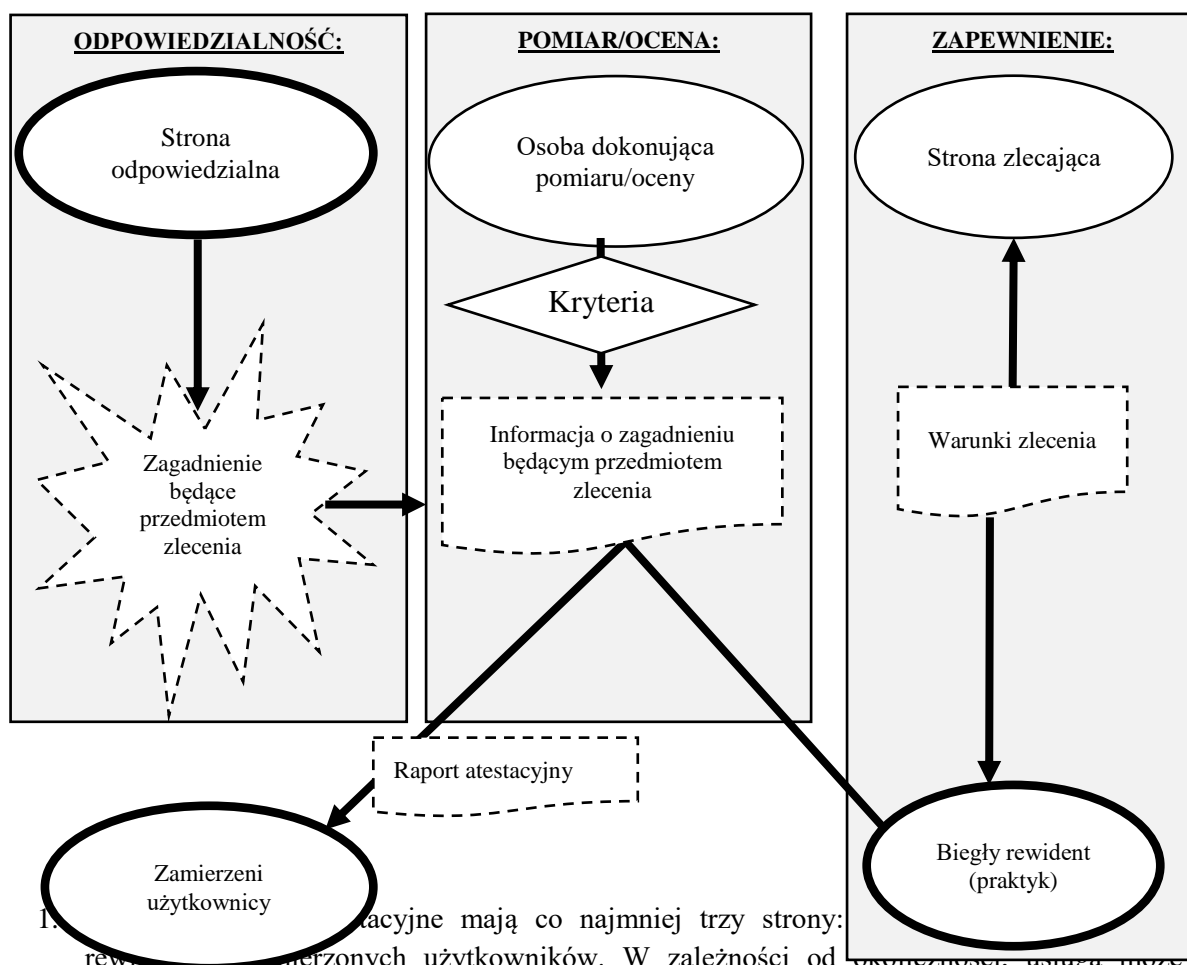 ODPOWIEDZIALNOŚĆ:
Strona
odpowiedzialna
Zagadnienie
będące
przedmiotem
zlecenia
POMIAR/OCENA:
Osoba dokonująca
pomiaru/oceny
Kryteria
Informacja o zagadnieniu
będącym przedmiotem
zlecenia
ZAPEWNIENIE:
Strona zlecająca
Warunki zlecenia
Raport atestacyjny
Zamierzeni
użytkownicy
Biegły rewident
(praktyk)
1. mają co najmniej trzy strony:
użytkowników. W zależności od